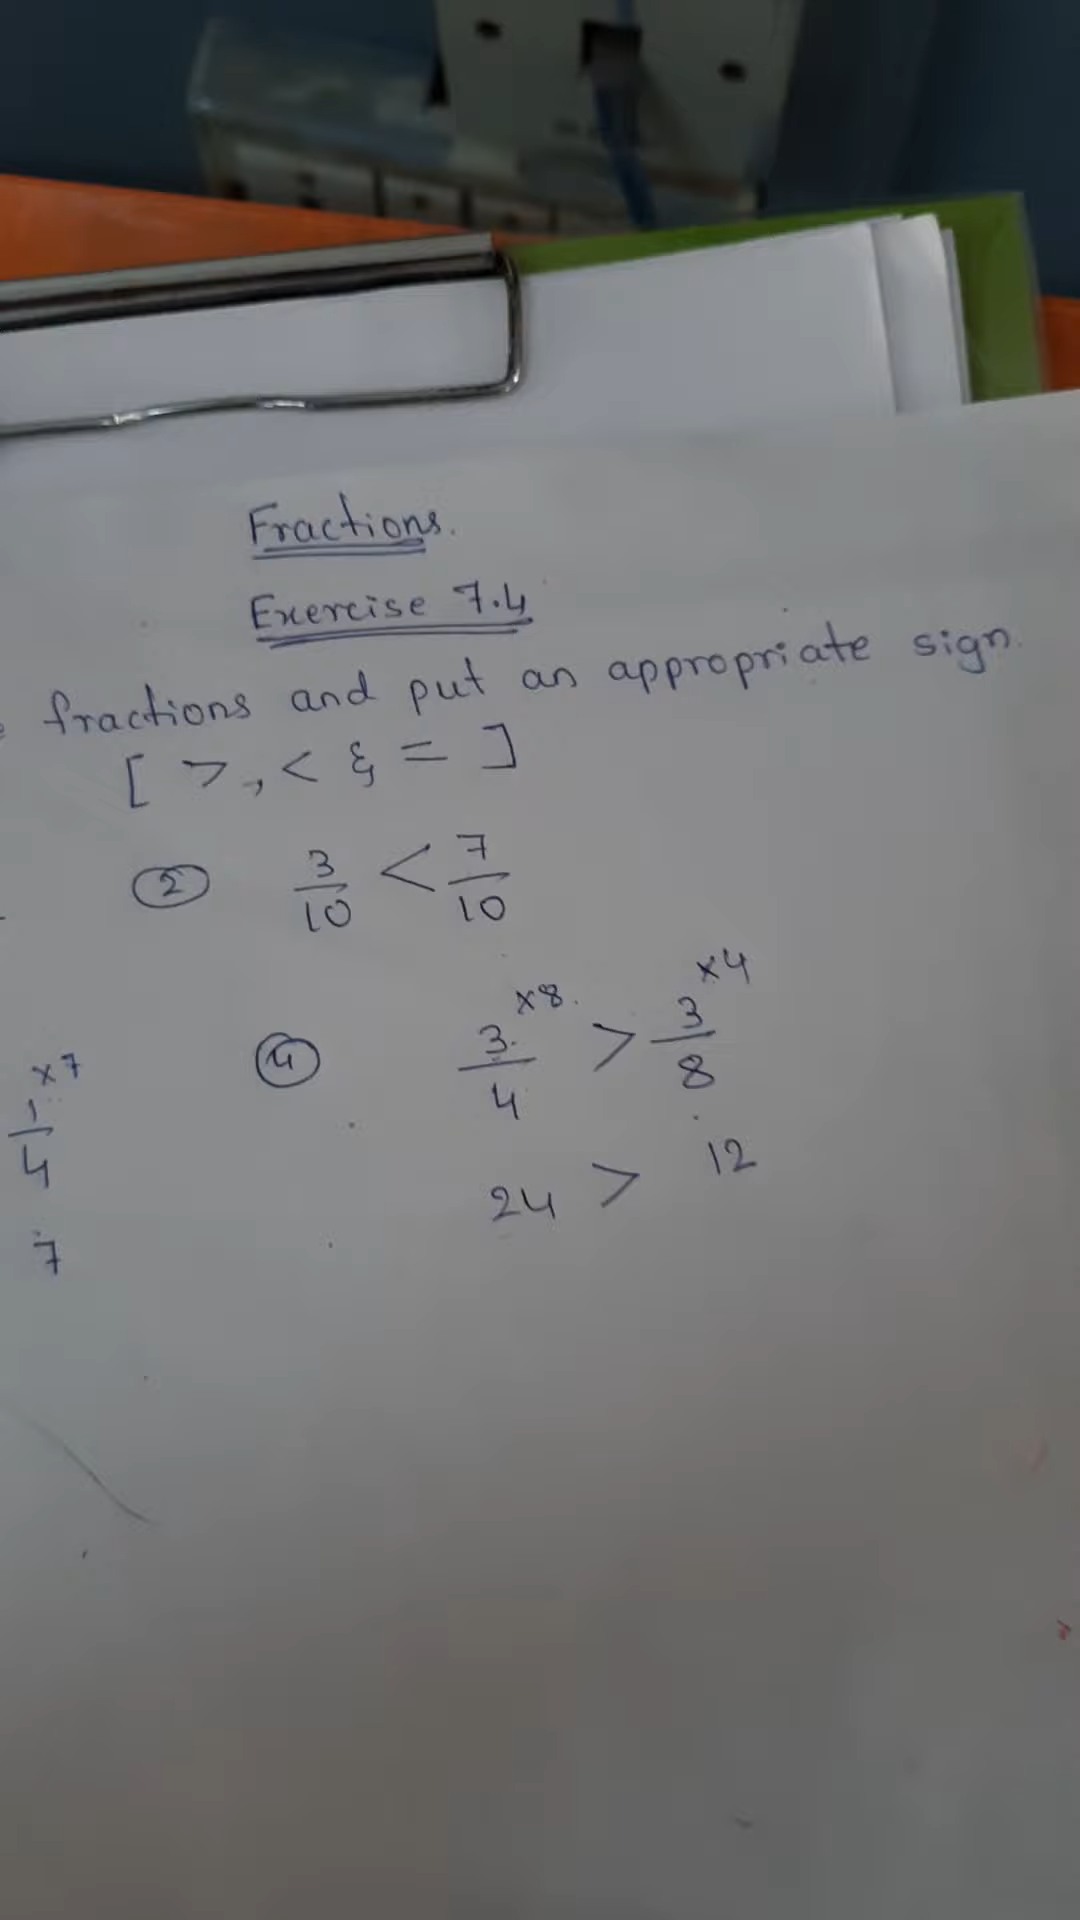 Fractions.
Exercise 7.4
fractions and put an appropriate sign.
[ >, < & = ]
② 3/10 < 7/10
×7
1/4
7
④ 3×8/4 > 3×4/8
24 > 12